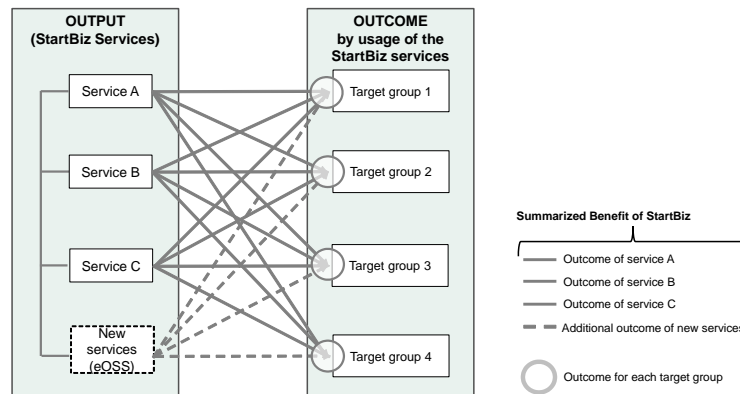 OUTPUT
(StartBiz Services)
Service A
Service B
Service C
New
services
(eOSS)
OUTCOME
by usage of the
StartBiz services
Target group 1
Target group 2
Target group 3
Target group 4
Summarized Benefit of StartBiz
Outcome of service A
Outcome of service B
Outcome of service C
Additional outcome of new services
Outcome for each target group